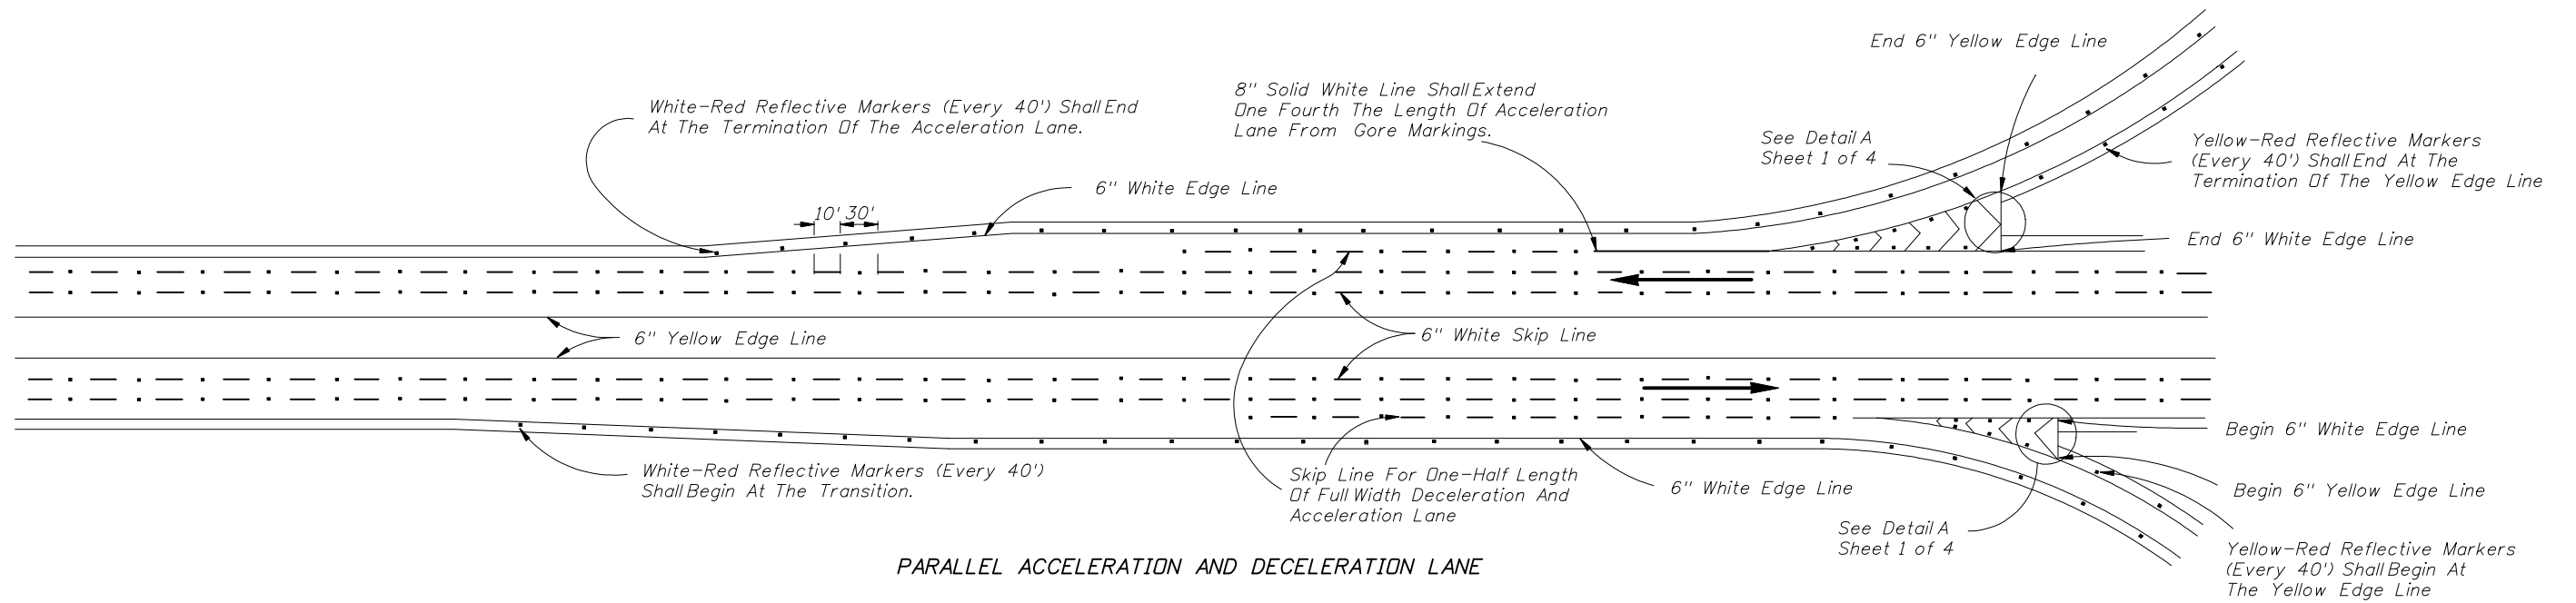 End 6" Yellow Edge Line
8" Solid White Line Shall Extend
One Fourth The Length Of Acceleration
Lane From Gore Markings.
White-Red Reflective Markers (Every 40') Shall End
At The Termination Of The Acceleration Lane.
See Detail A
Sheet 1 of 4
Yellow-Red Reflective Markers
(Every 40') Shall End At The
Termination Of The Yellow Edge Line
6" White Edge Line
10' 30'
End 6" White Edge Line
6" Yellow Edge Line
6" White Skip Line
Begin 6" White Edge Line
White-Red Reflective Markers (Every 40')
Shall Begin At The Transition.
Skip Line For One-Half Length
Of Full Width Deceleration And
Acceleration Lane
6" White Edge Line
Begin 6" Yellow Edge Line
See Detail A
Sheet 1 of 4
Yellow-Red Reflective Markers
(Every 40') Shall Begin At
The Yellow Edge Line
PARALLEL ACCELERATION AND DECELERATION LANE